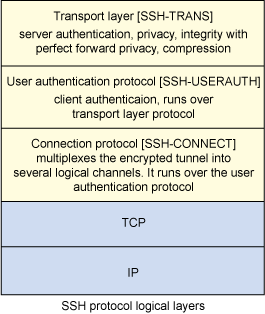 Transport layer [SSH-TRANS]
server authentication, privacy, integrity with
perfect forward privacy, compression
User authentication protocol [SSH-USERAUTH]
client authenticaion, runs over
transport layer protocol
Connection protocol [SSH-CONNECT]
multiplexes the encrypted tunnel into
several logical channels. It runs over the user
authentication protocol
TCP
IP
SSH protocol logical layers